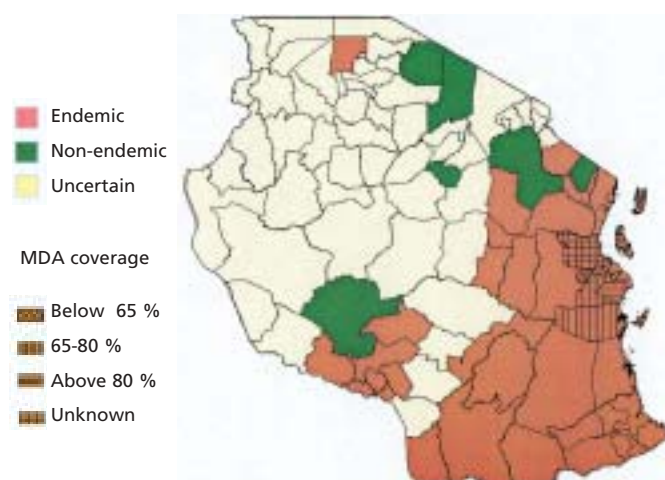 Endemic
Non-endemic
Uncertain
MDA coverage
Below 65 %
65-80 %
Above 80 %
Unknown